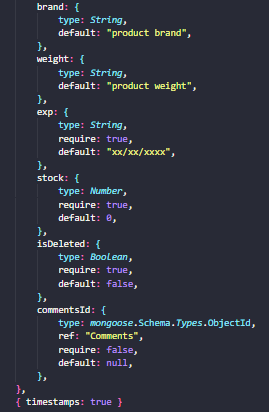 brand: {
type: String,
default: "product brand",
},
weight: {
type: String,
default: "product weight",
},
exp: {
type: String,
require: true,
default: "xx/xx/xxxx",
},
stock: {
type: Number,
require: true,
default: 0,
},
isDeleted: {
type: Boolean,
require: true,
default: false,
},
commentsId: {
type: mongoose.Schema.Types.ObjectId,
ref: "Comments",
require: false,
default: null,
},
},
{ timestamps: true }